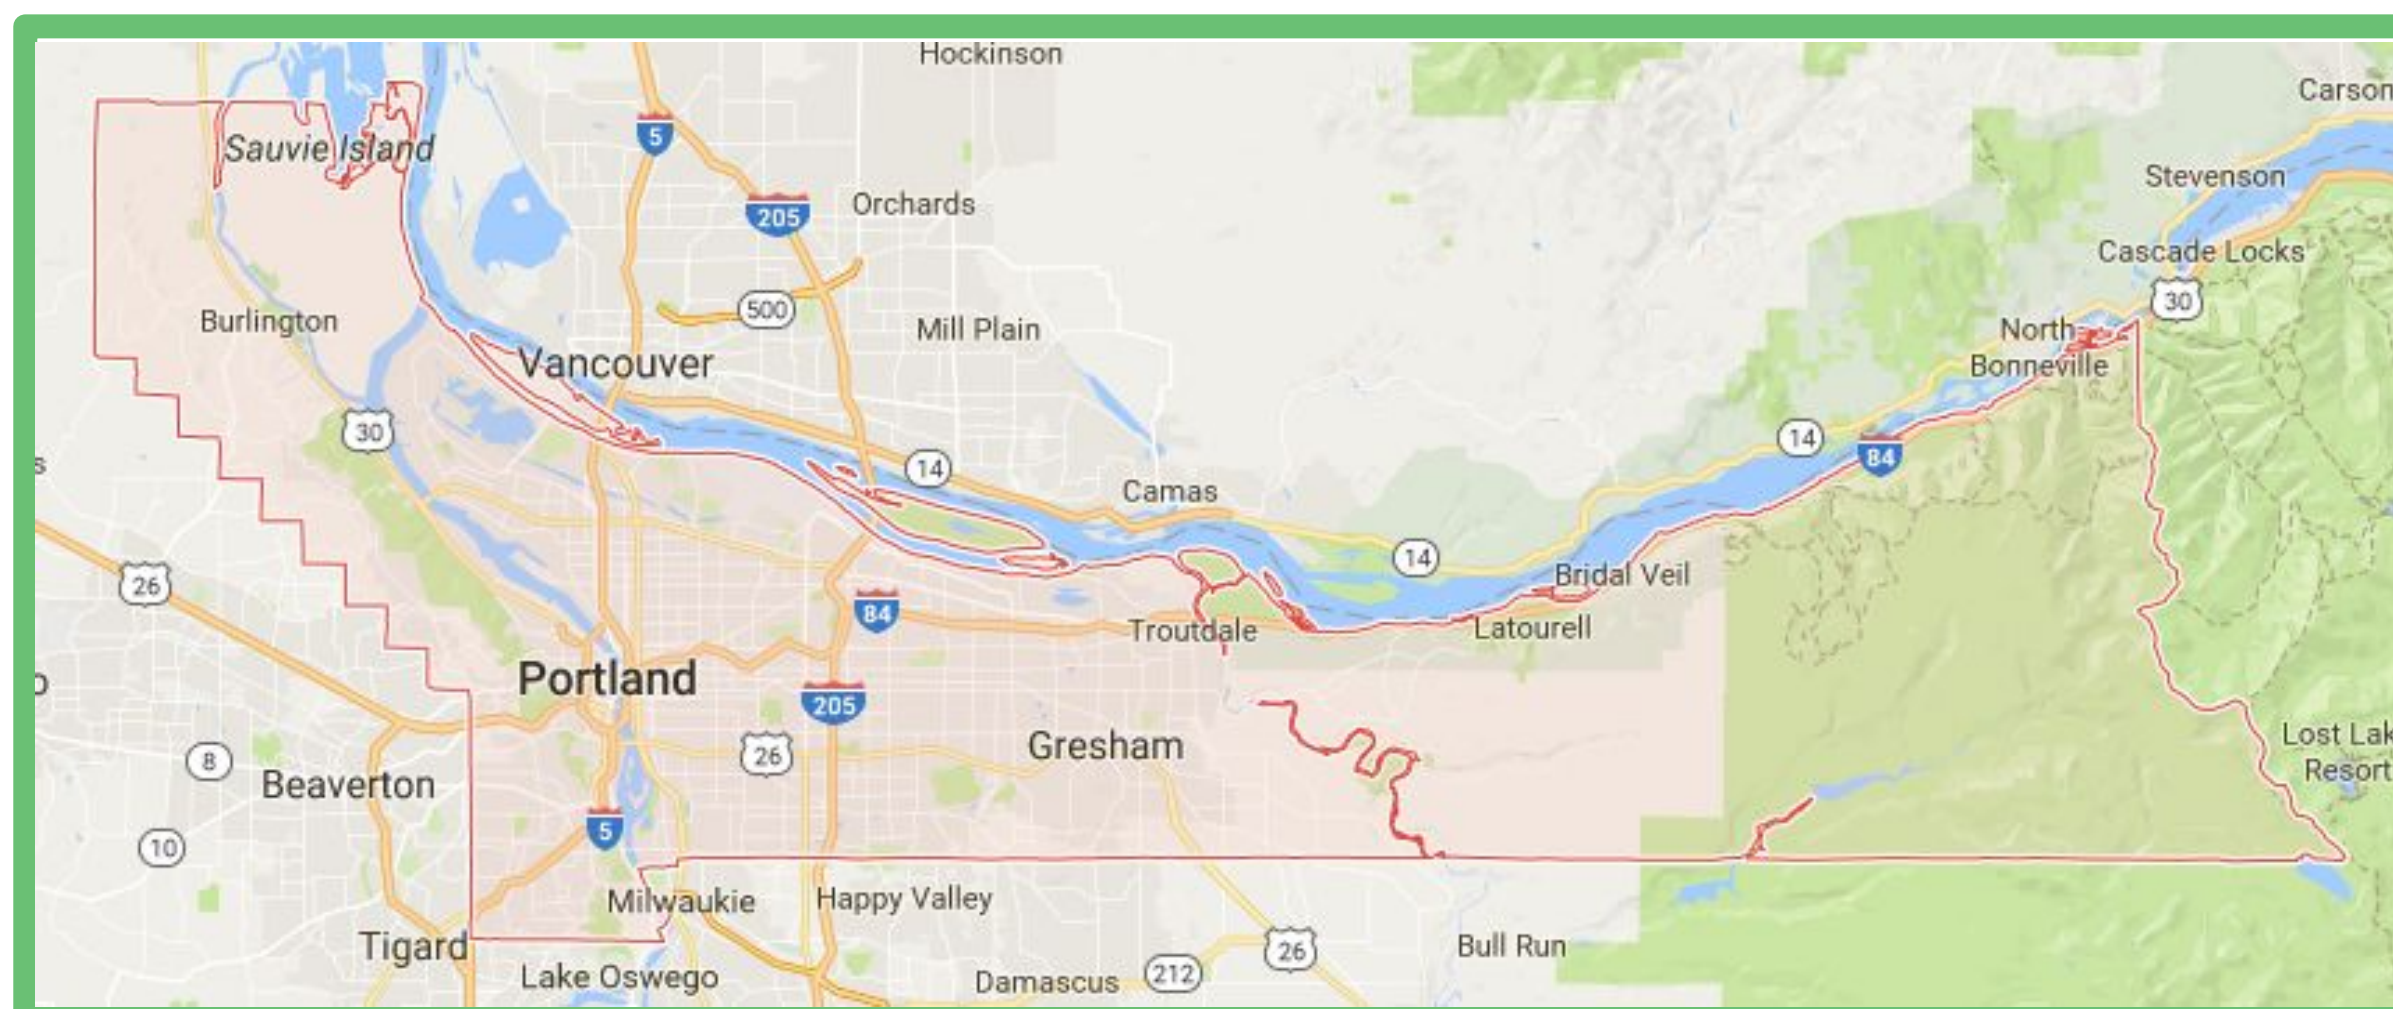 Hockinson
Carson
5
Sauvie Island
Stevenson
205
Orchards
Cascade Locks
30
500
Burlington
Mill Plain
North
Bonneville
Vancouver
30
14
84
14
s
Camas
14
26
Bridal Veil
84
Troutdale
Latourell
Portland
205
26
Gresham
Lost Lak
Resort
8
Beaverton
5
10
Milwaukie
Happy Valley
Tigard
26
Bull Run
Lake Oswego
Damascus
212